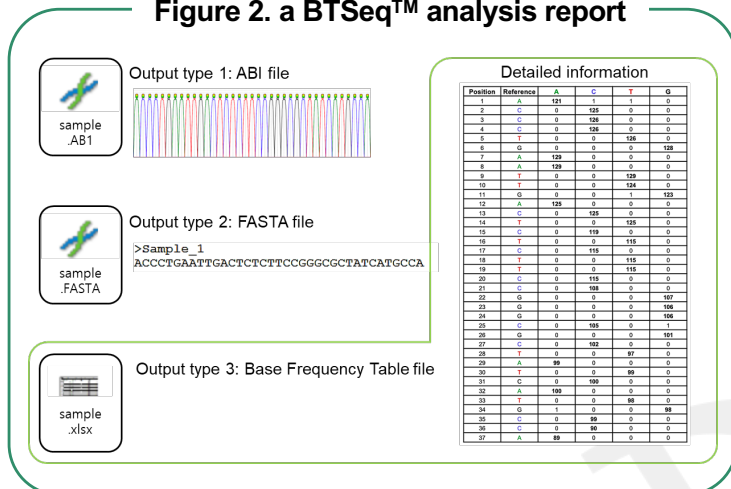 Figure 2. a BTSeq™ analysis report
Output type 1: ABI file
sample
.AB1
Output type 2: FASTA file
>Sample_1
ACCCTGAATTGACTCTCTTCCGGGCGCTATCATGCCA
sample
.FASTA
Output type 3: Base Frequency Table file
sample
.xlsx
Detailed information
Position Reference A C T G
1 A 121 1 1 0
2 C 0 125 0 0
3 C 0 126 0 0
4 C 0 126 0 0
5 T 0 0 126 0
6 G 0 0 0 128
7 A 129 0 0 0
8 A 129 0 0 0
9 T 0 0 129 0
10 T 0 0 124 0
11 G 0 0 1 123
12 A 125 0 0 0
13 C 0 125 0 0
14 T 0 0 125 0
15 C 0 119 0 0
16 T 0 0 115 0
17 C 0 115 0 0
18 T 0 0 115 0
19 T 0 0 115 0
20 C 0 115 0 0
21 C 0 108 0 0
22 G 0 0 0 107
23 G 0 0 0 106
24 G 0 0 0 106
25 C 0 105 0 1
26 G 0 0 0 101
27 C 0 102 0 0
28 T 0 0 97 0
29 A 99 0 0 0
30 T 0 0 99 0
31 C 0 100 0 0
32 A 100 0 0 0
33 T 0 0 98 0
34 G 1 0 0 98
35 C 0 99 0 0
36 C 0 90 0 0
37 A 89 0 0 0